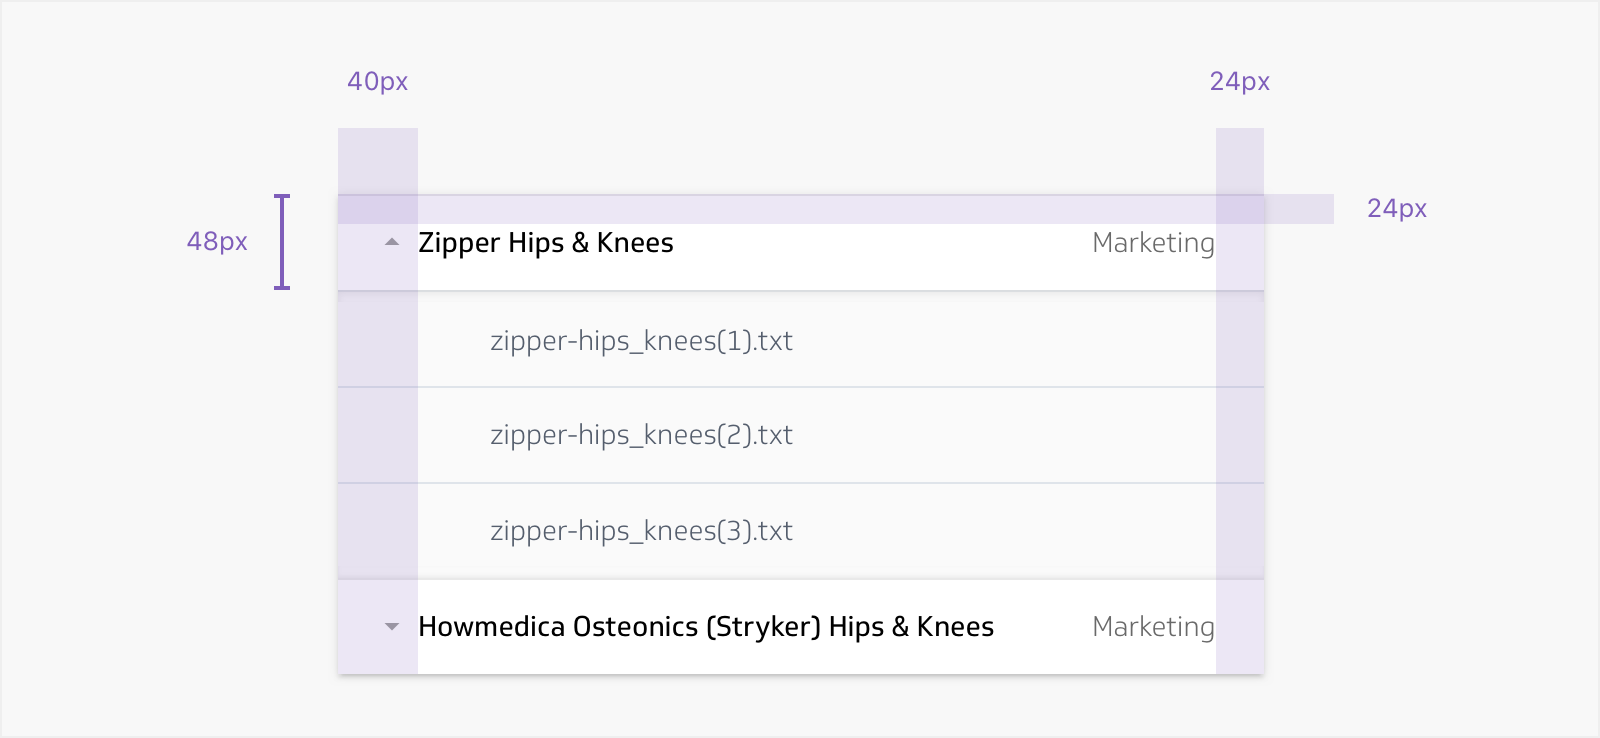 40px
24px
24px
48px
Zipper Hips & Knees
Marketing
zipper-hips_knees(1).txt
zipper-hips_knees(2).txt
zipper-hips_knees(3).txt
Howmedica Osteonics (Stryker) Hips & Knees
Marketing